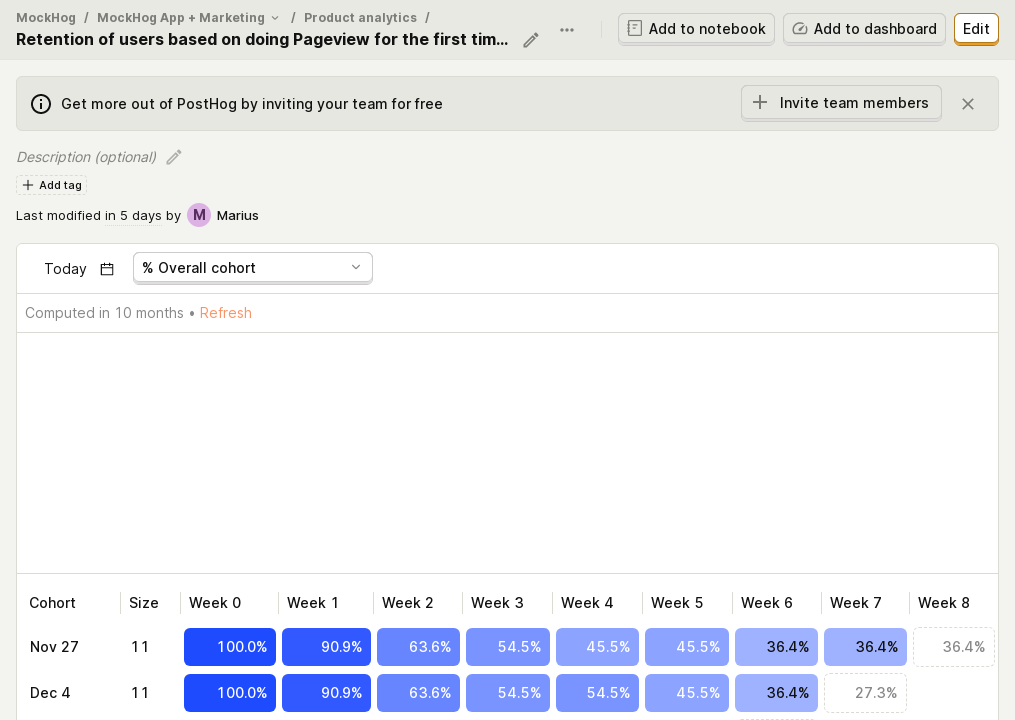 MockHog / MockHog App + Marketing / Product analytics /
Retention of users based on doing Pageview for the first tim...
Add to notebook
Add to dashboard
Edit
Get more out of PostHog by inviting your team for free
Invite team members
Description (optional)
Add tag
Last modified in 5 days by M Marius
Today
% Overall cohort
Computed in 10 months • Refresh
Cohort Size Week 0 Week 1 Week 2 Week 3 Week 4 Week 5 Week 6 Week 7 Week 8
Nov 27 11 100.0% 90.9% 63.6% 54.5% 45.5% 45.5% 36.4% 36.4% 36.4%
Dec 4 11 100.0% 90.9% 63.6% 54.5% 54.5% 45.5% 36.4% 27.3%